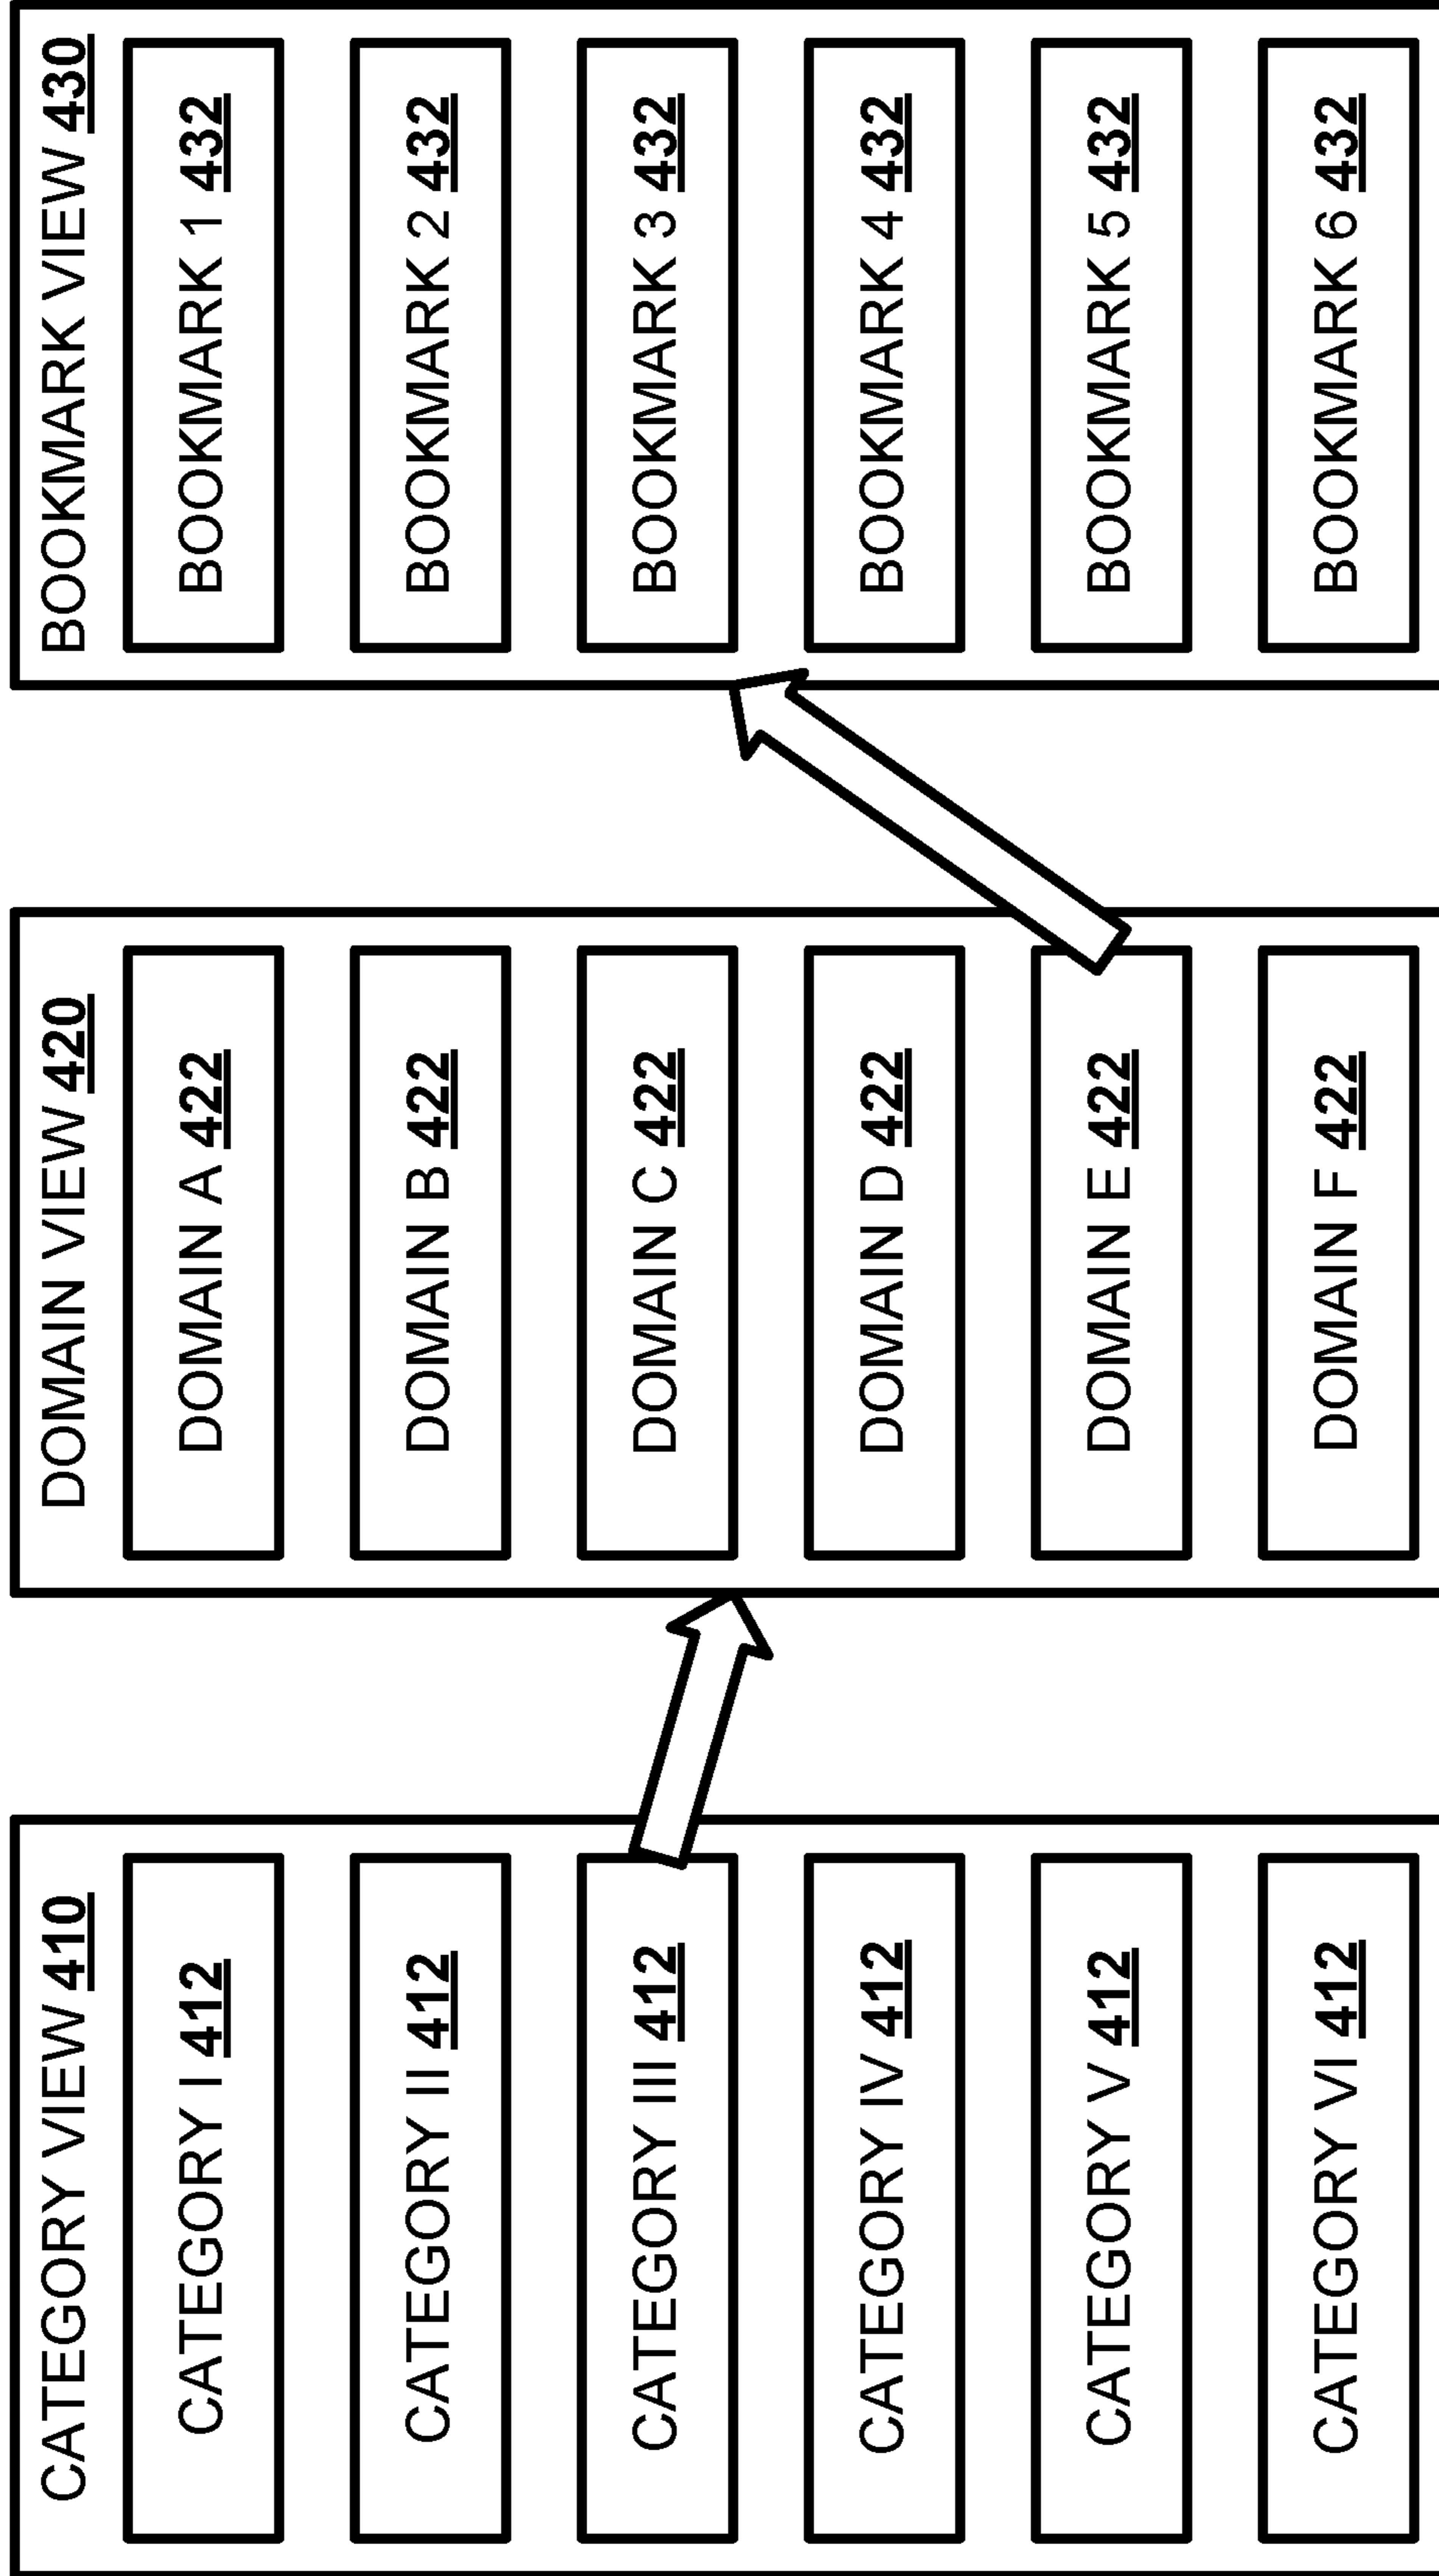 CATEGORY VIEW 410
CATEGORY I 412
CATEGORY II 412
CATEGORY III 412
CATEGORY IV 412
CATEGORY V 412
CATEGORY VI 412
DOMAIN VIEW 420
DOMAIN A 422
DOMAIN B 422
DOMAIN C 422
DOMAIN D 422
DOMAIN E 422
DOMAIN F 422
BOOKMARK VIEW 430
BOOKMARK 1 432
BOOKMARK 2 432
BOOKMARK 3 432
BOOKMARK 4 432
BOOKMARK 5 432
BOOKMARK 6 432